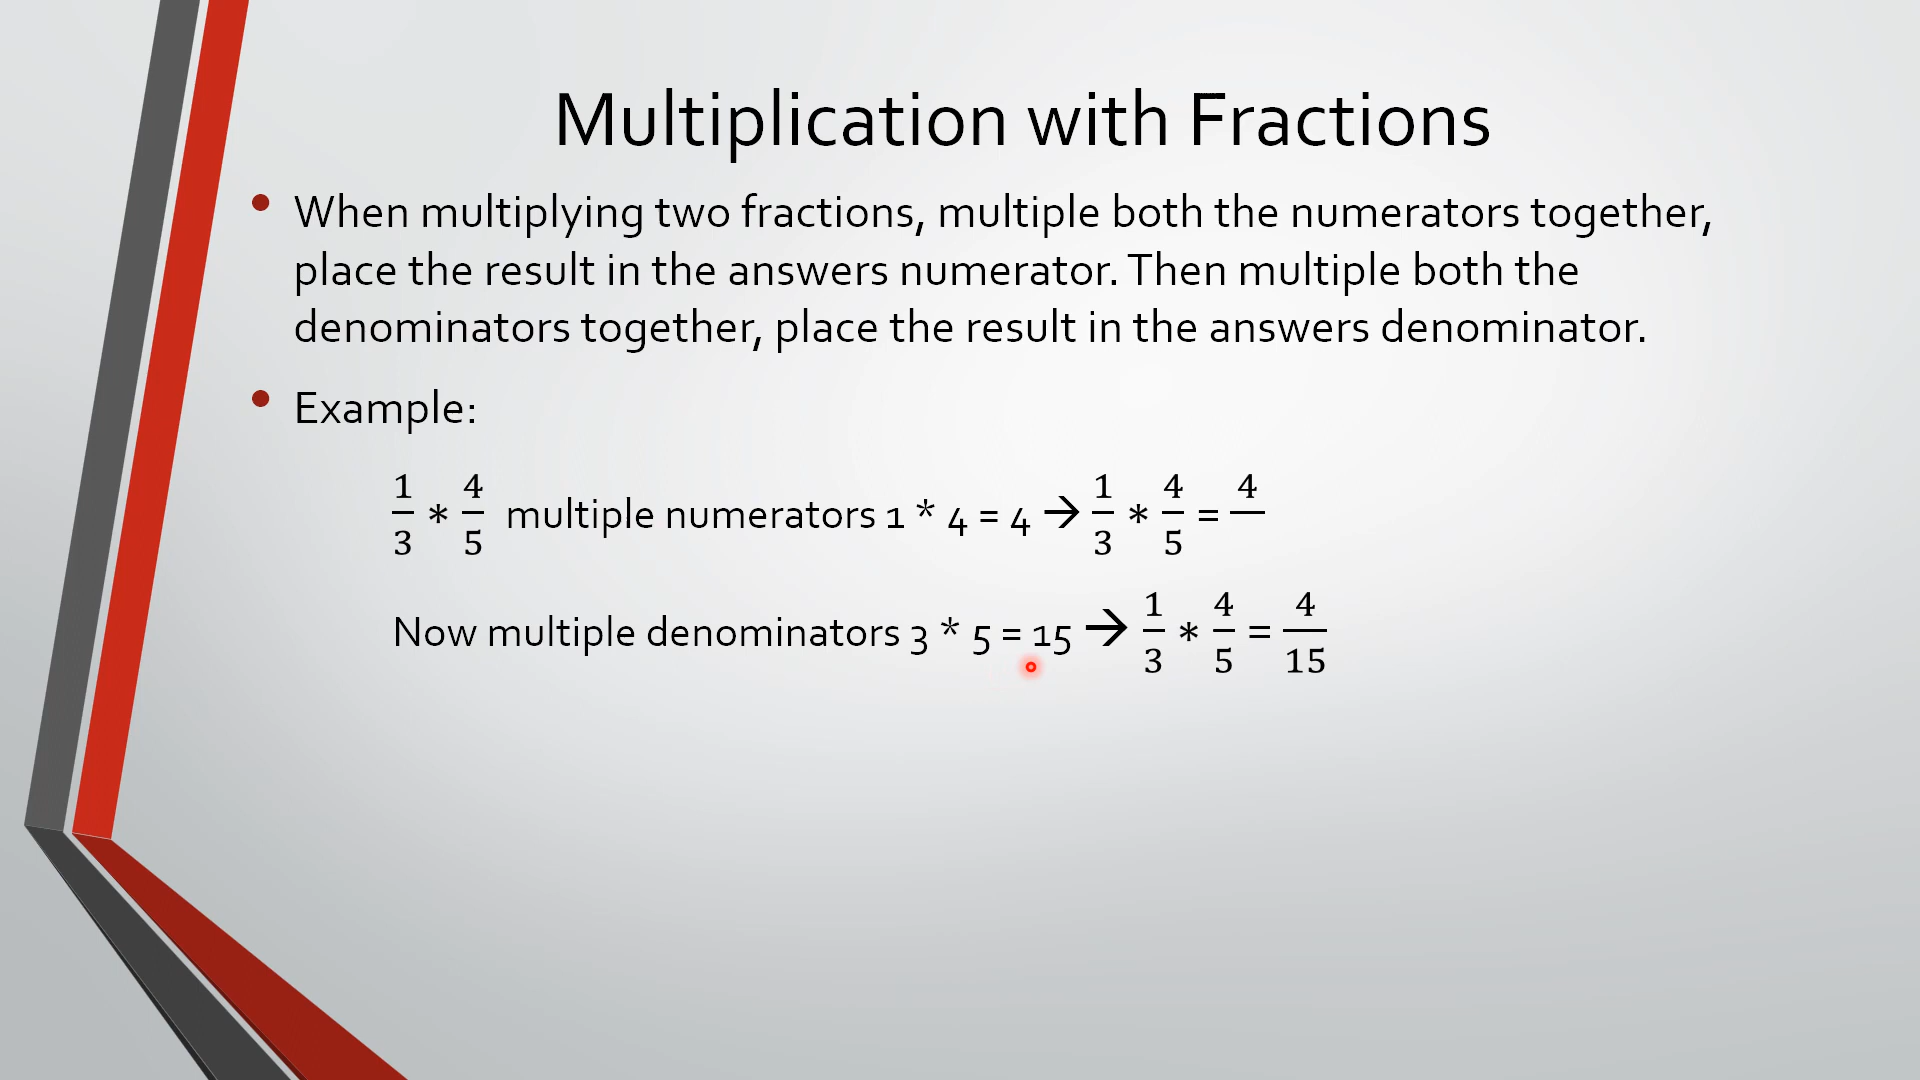 Multiplication with Fractions
• When multiplying two fractions, multiple both the numerators together,
place the result in the answers numerator. Then multiple both the
denominators together, place the result in the answers denominator.
• Example:
1/3 * 4/5 multiple numerators 1 * 4 = 4 → 1/3 * 4/5 = 4/
Now multiple denominators 3 * 5 = 15 → 1/3 * 4/5 = 4/15